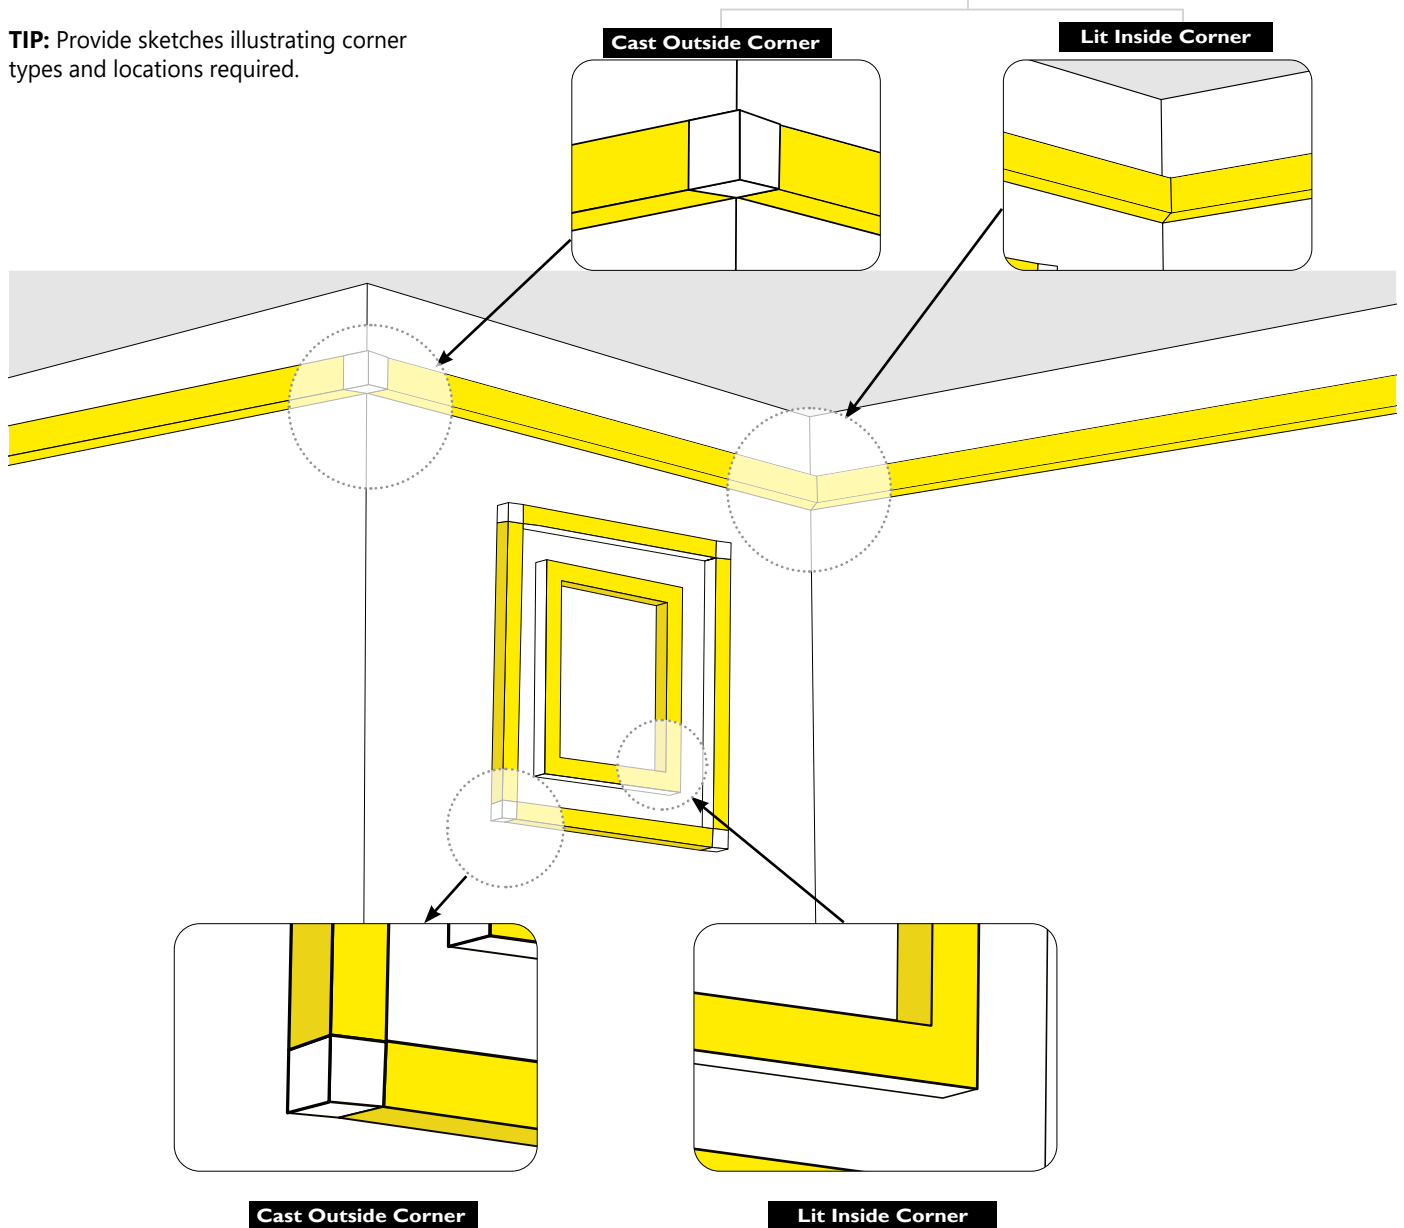 TIP: Provide sketches illustrating corner
types and locations required.
Cast Outside Corner
Lit Inside Corner
Cast Outside Corner
Lit Inside Corner